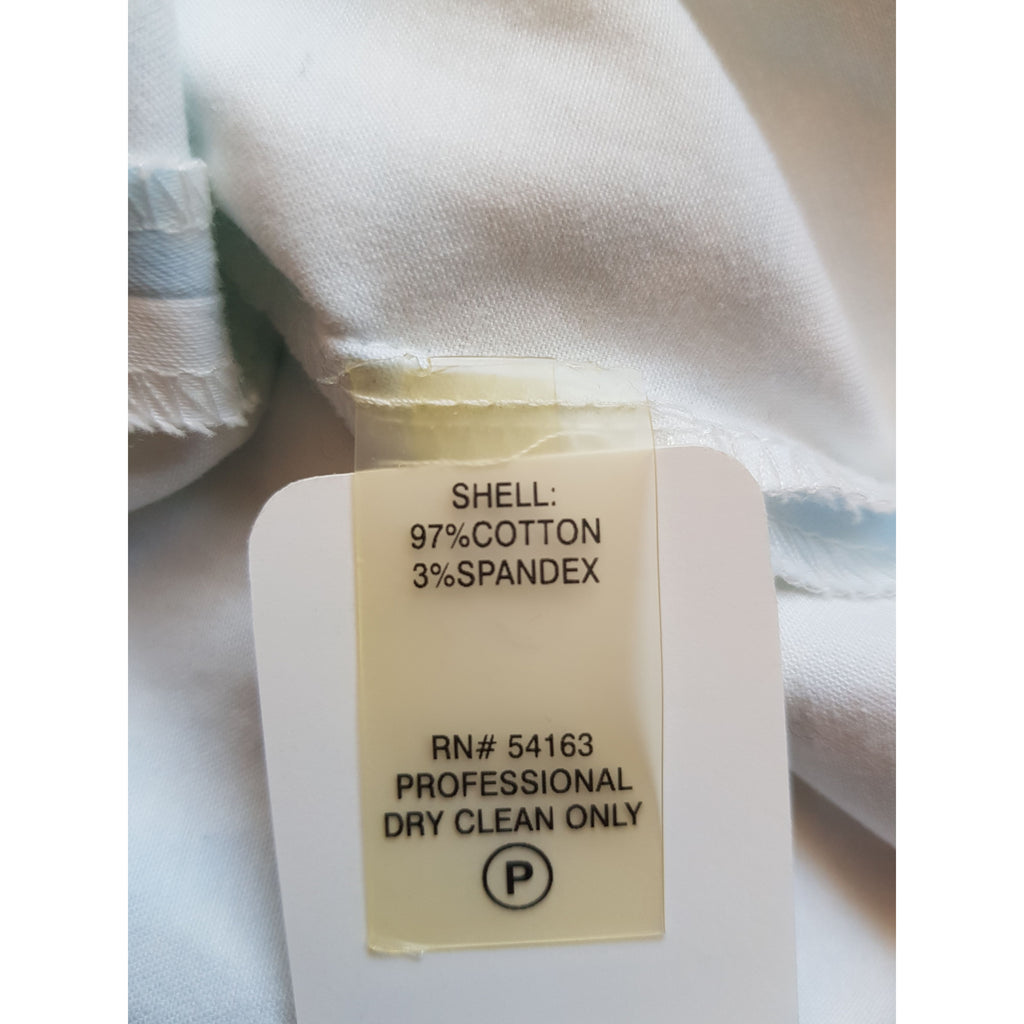 SHELL:
97%COTTON
3%SPANDEX
RN# 54163
PROFESSIONAL
DRY CLEAN ONLY
P